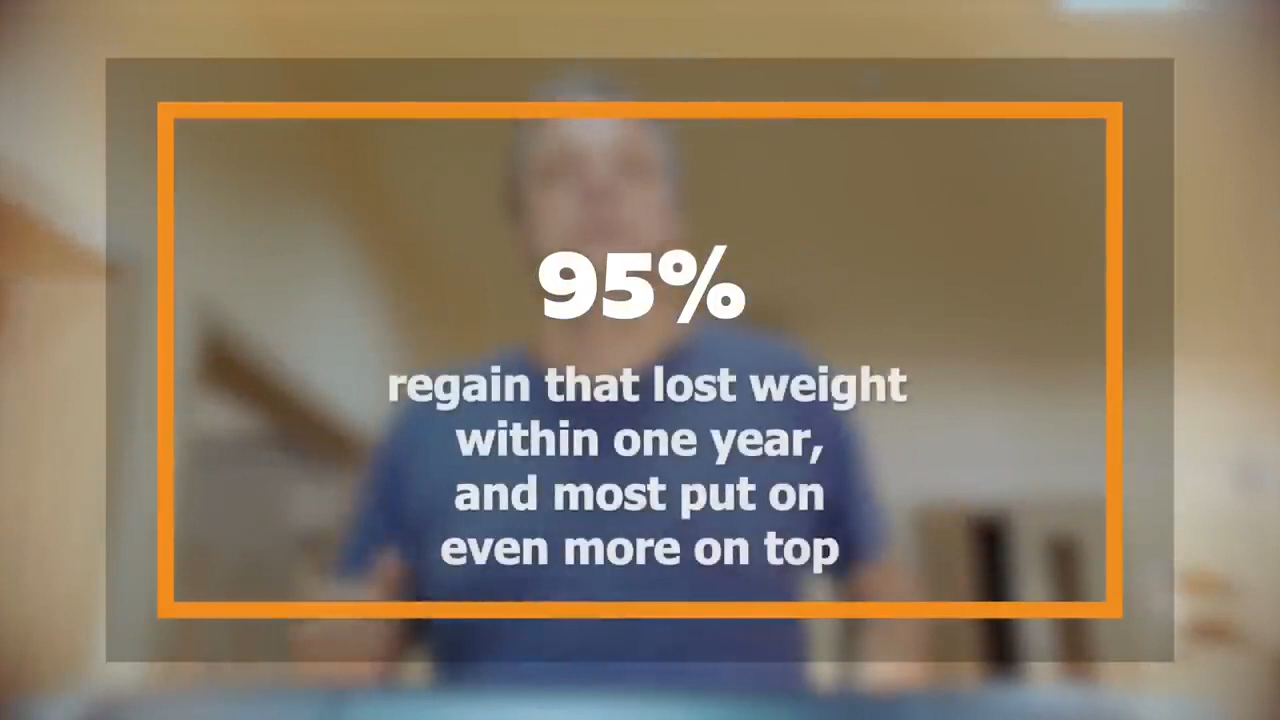 95%
regain that lost weight
within one year,
and most put on
even more on top